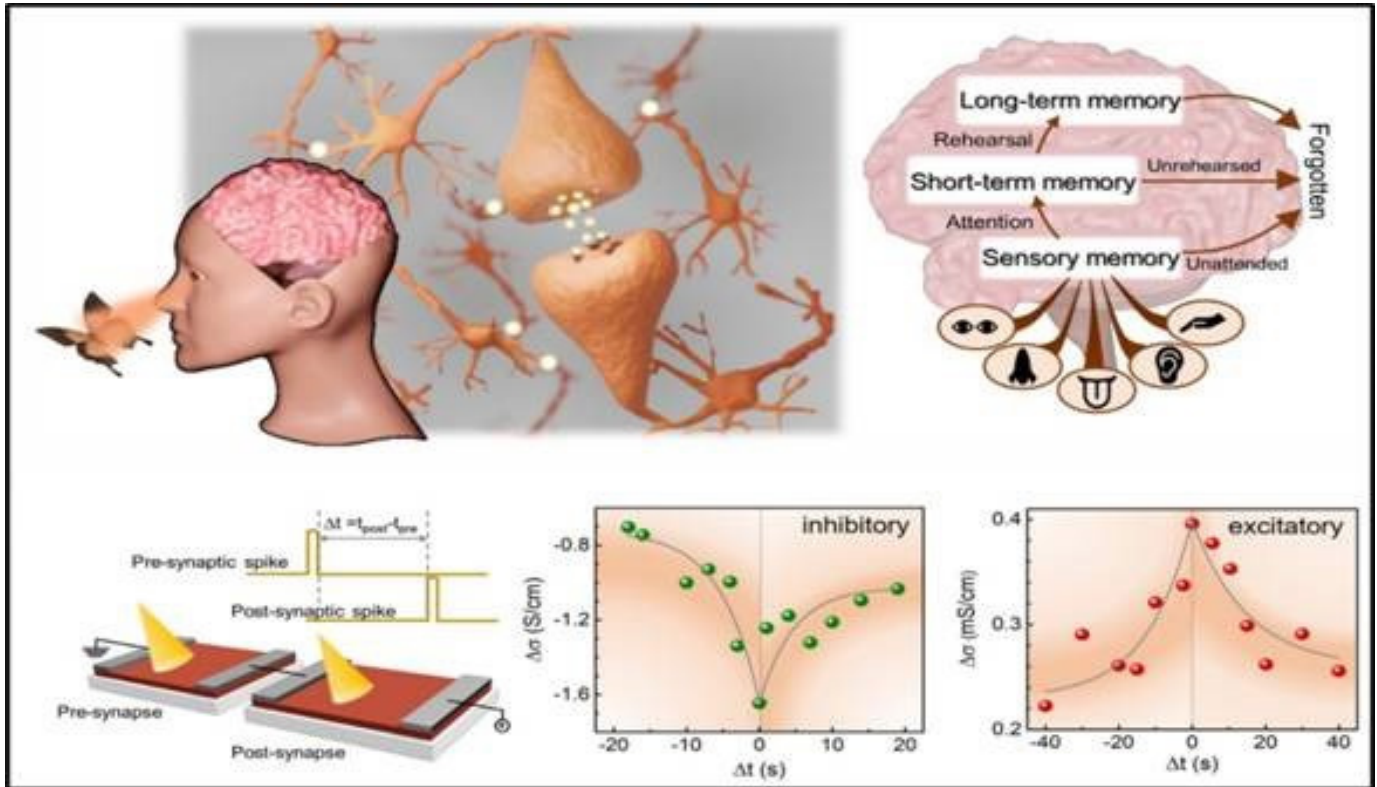 Long-term memory
Rehearsal
Short-term memory
Unrehearsed
Attention
Sensory memory
Unattended
Forgotten
Δt =tpost-tpre
Pre-synaptic spike
Post-synaptic spike
Pre-synapse
Post-synapse
inhibitory
-0.8
-1.2
-1.6
Δσ (S/cm)
-20 -10 0 10 20
Δt (s)
excitatory
0.4
0.3
0.2
Δσ (mS/cm)
-40 -20 0 20 40
Δt (s)